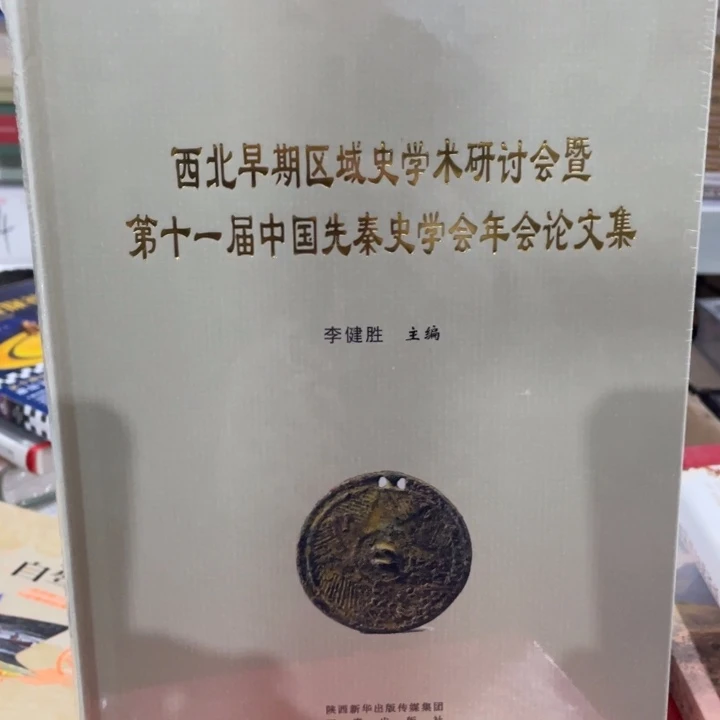 西北早期区域史学术研讨会暨
第十一届中国先秦史学会年会论文集
李健胜 主编
陕西新华出版传媒集团